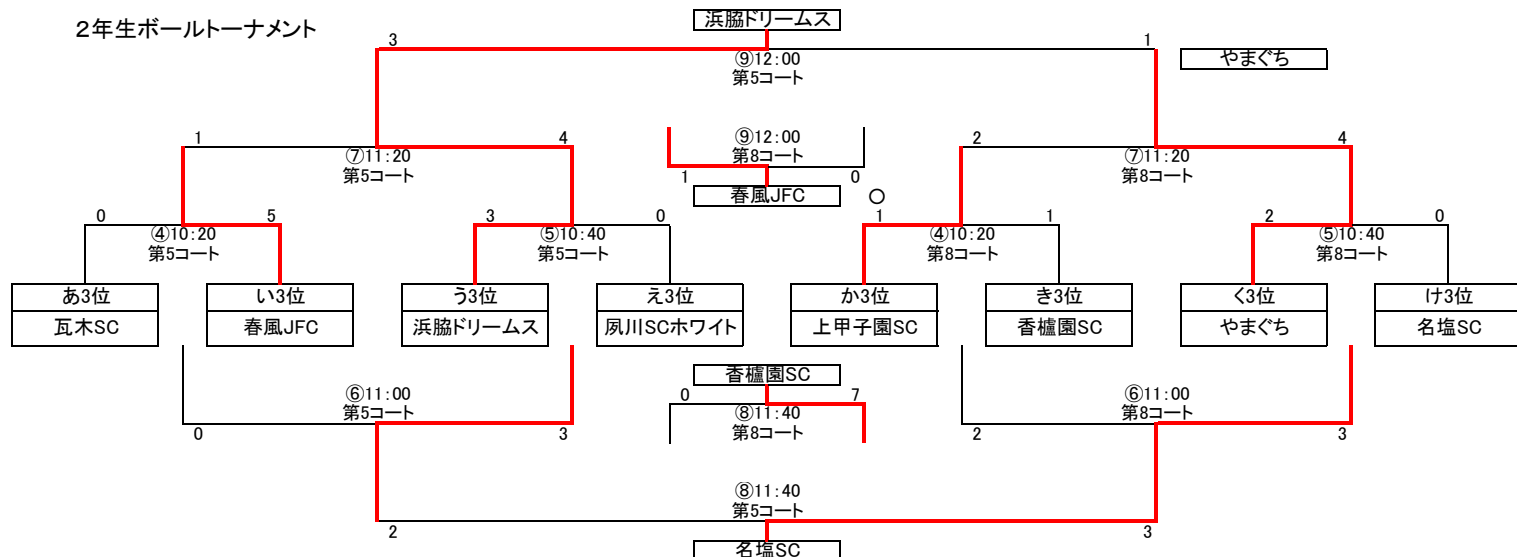 2年生ボールトーナメント
浜脇ドリームス
3
1
⑨12:00
第5コート
やまぐち
1
4
⑨12:00
第8コート
2
4
⑦11:20
第5コート
⑦11:20
第8コート
1
0
春風JFC
○
0
5
3
0
1
1
2
0
④10:20
第5コート
⑤10:40
第5コート
④10:20
第8コート
⑤10:40
第8コート
あ3位
い3位
う3位
え3位
か3位
き3位
く3位
け3位
瓦木SC
春風JFC
浜脇ドリームス
夙川SCホワイト
上甲子園SC
香櫨園SC
やまぐち
名塩SC
香櫨園SC
⑥11:00
第5コート
0
7
⑥11:00
第8コート
⑧11:40
第8コート
0
3
2
3
⑧11:40
第5コート
2
3
名塩SC